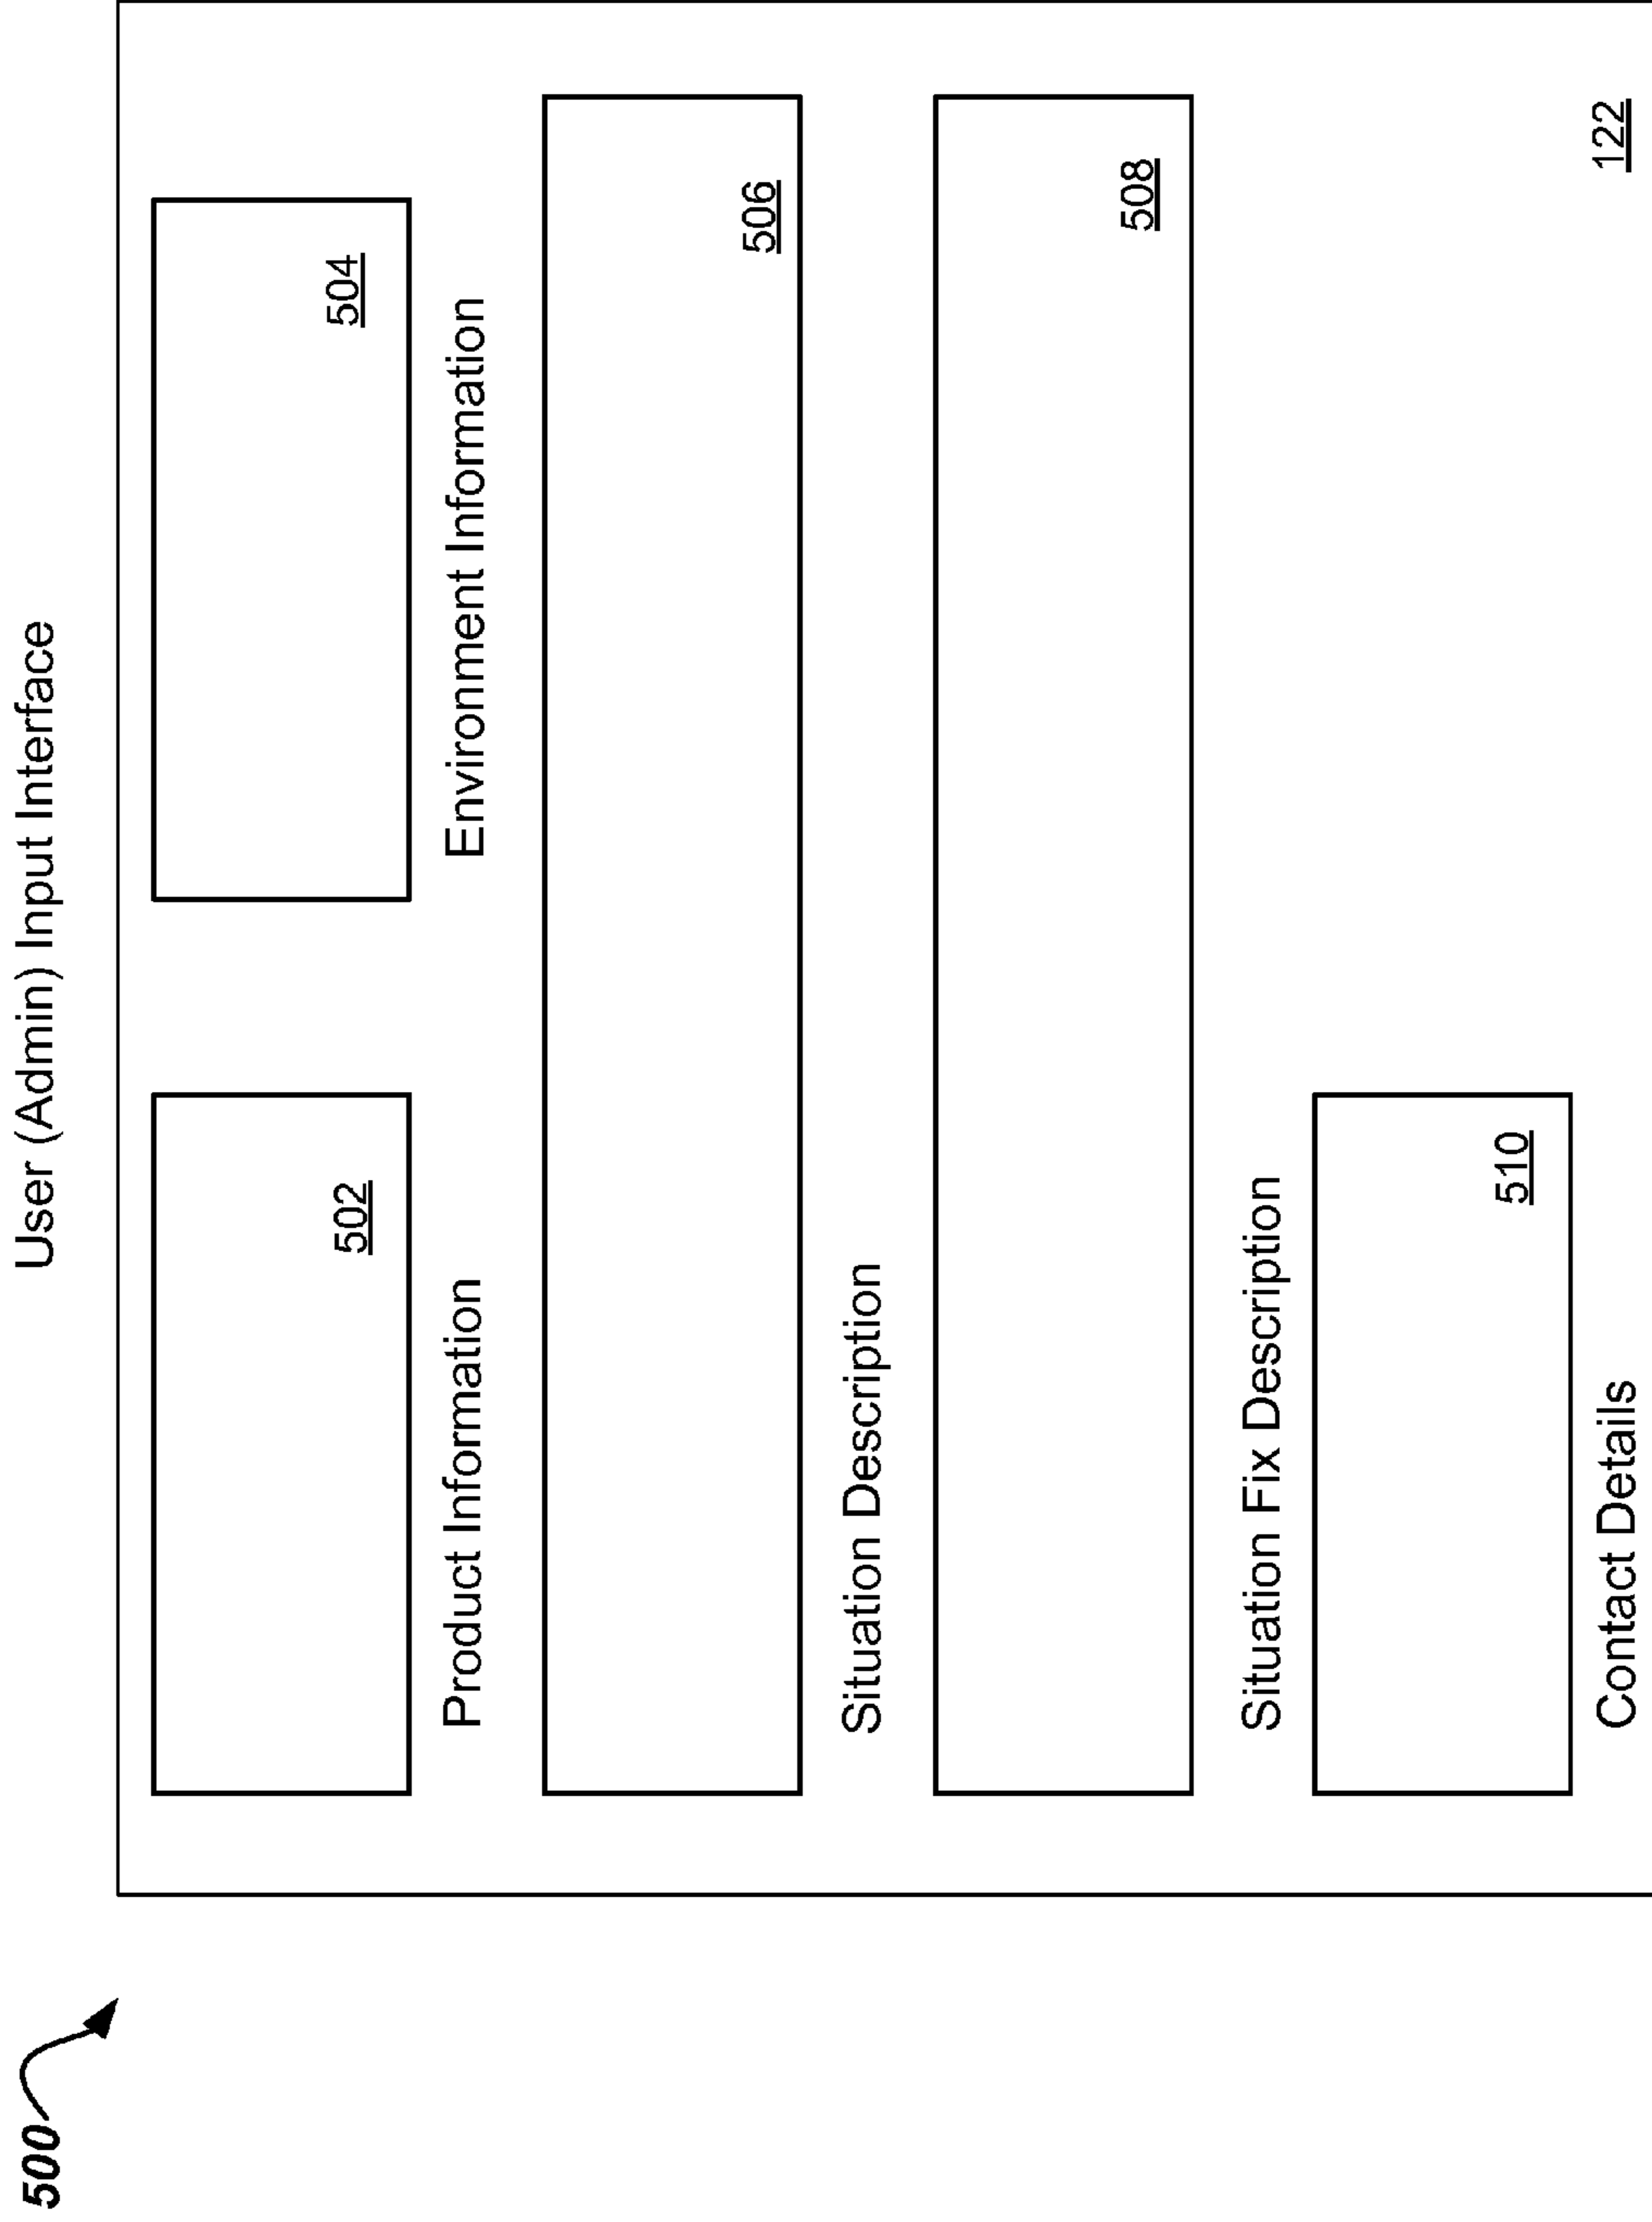 500
User (Admin) Input Interface
502
504
Product Information
Environment Information
506
Situation Description
508
Situation Fix Description
510
Contact Details
122